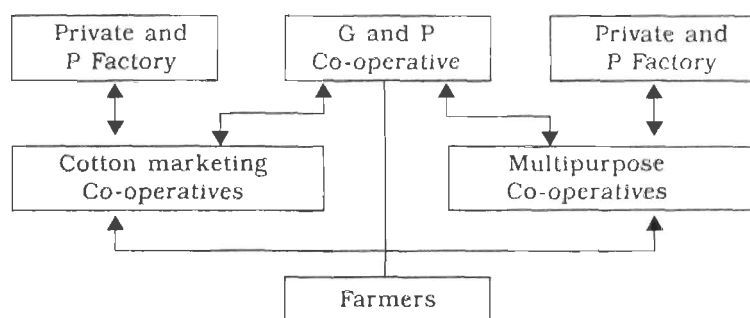 Private and
P Factory
G and P
Co-operative
Private and
P Factory
Cotton marketing
Co-operatives
Multipurpose
Co-operatives
Farmers